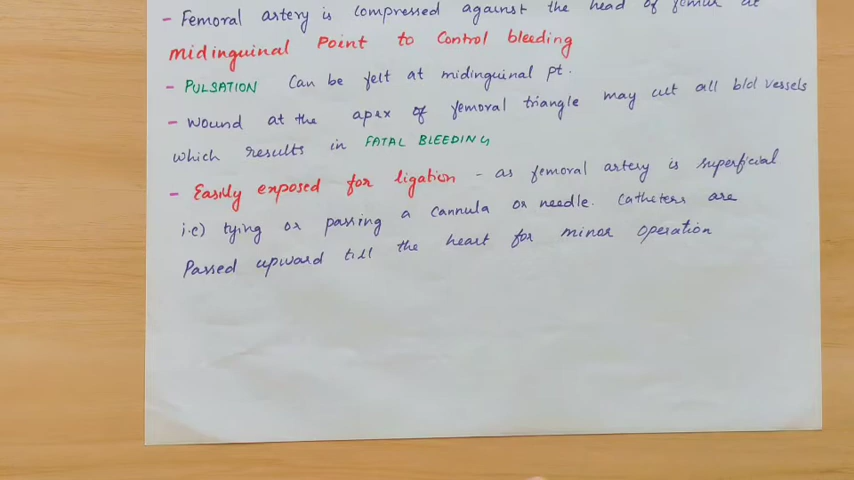 - Femoral artery is compressed against the head of femur at
midinguinal Point to Control bleeding
- PULSATION Can be felt at midinguinal pt.
- Wound at the apex of femoral triangle may cut all bld vessels
which results in FATAL BLEEDING
- Easily exposed for ligation - as femoral artery is superficial
i.e) tying or passing a cannula or needle. Catheters are
Passed upward till the heart for minor operation